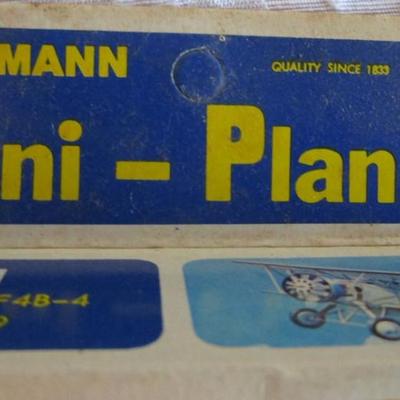 MANN QUALITY SINCE 1833
ni - Plan
F4B-4